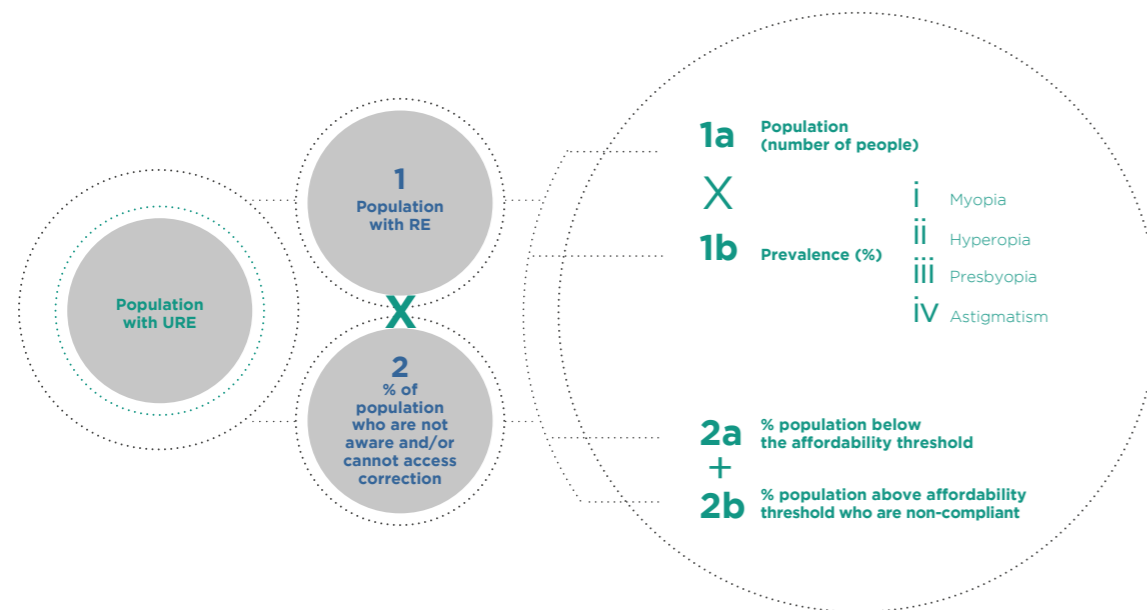 Population
with URE
1
Population
with RE
X
2
% of
population
who are not
aware and/or
cannot access
correction
1a Population
(number of people)
X
1b Prevalence (%)
i Myopia
ii Hyperopia
iii Presbyopia
iv Astigmatism
2a % population below
the affordability threshold
+
2b % population above affordability
threshold who are non-compliant